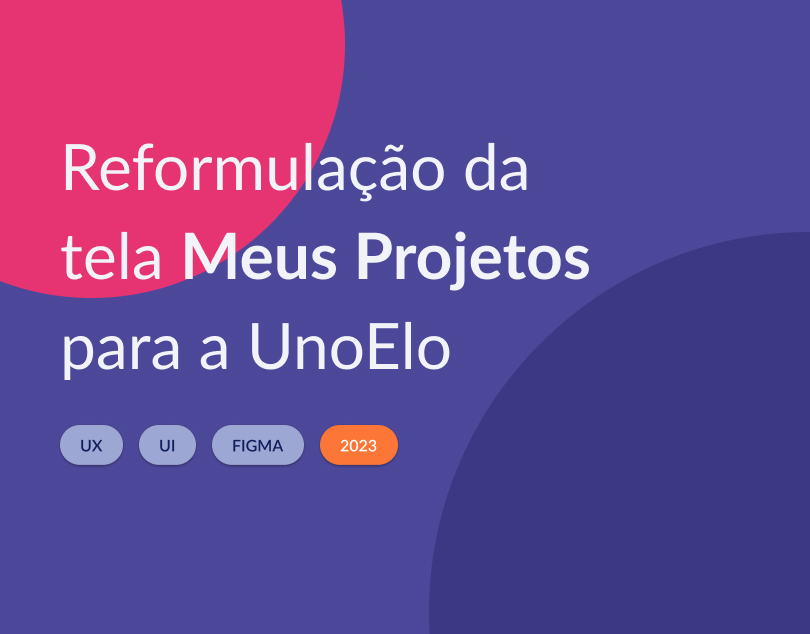 Reformulação da
tela Meus Projetos
para a UnoElo
UX UI FIGMA 2023